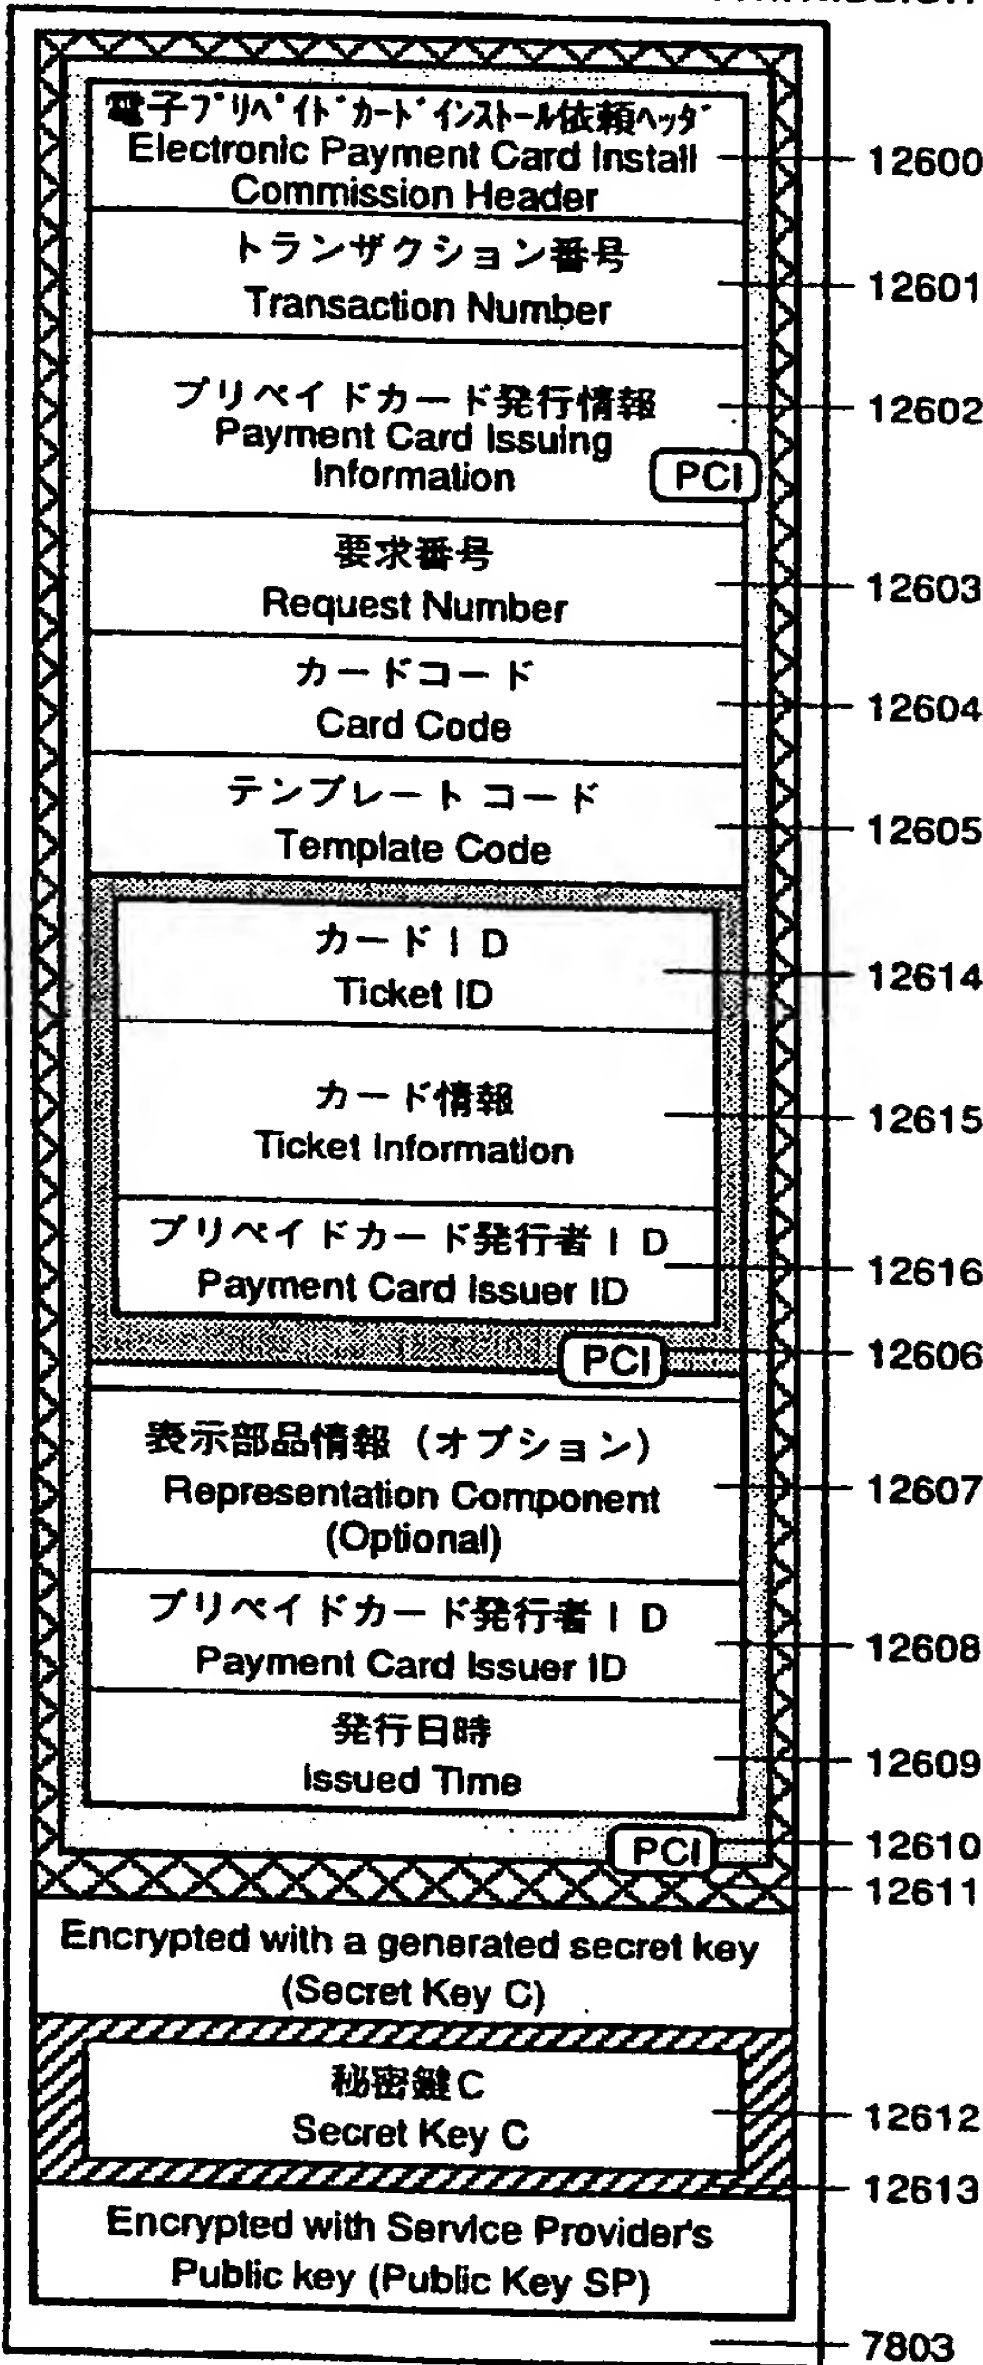 電子プリペイドカードインストール依頼ヘッダ
Electronic Payment Card Install
Commission Header
12600
トランザクション番号
Transaction Number
12601
プリペイドカード発行情報
Payment Card Issuing
Information
PCI
12602
要求番号
Request Number
12603
カードコード
Card Code
12604
テンプレートコード
Template Code
12605
カードID
Ticket ID
12614
カード情報
Ticket Information
12615
プリペイドカード発行者ID
Payment Card Issuer ID
12616
PCI
12606
表示部品情報（オプション）
Representation Component
(Optional)
12607
プリペイドカード発行者ID
Payment Card Issuer ID
12608
発行日時
Issued Time
12609
PCI
12610
12611
Encrypted with a generated secret key
(Secret Key C)
秘密鍵C
Secret Key C
12612
12613
Encrypted with Service Provider's
Public key (Public Key SP)
7803